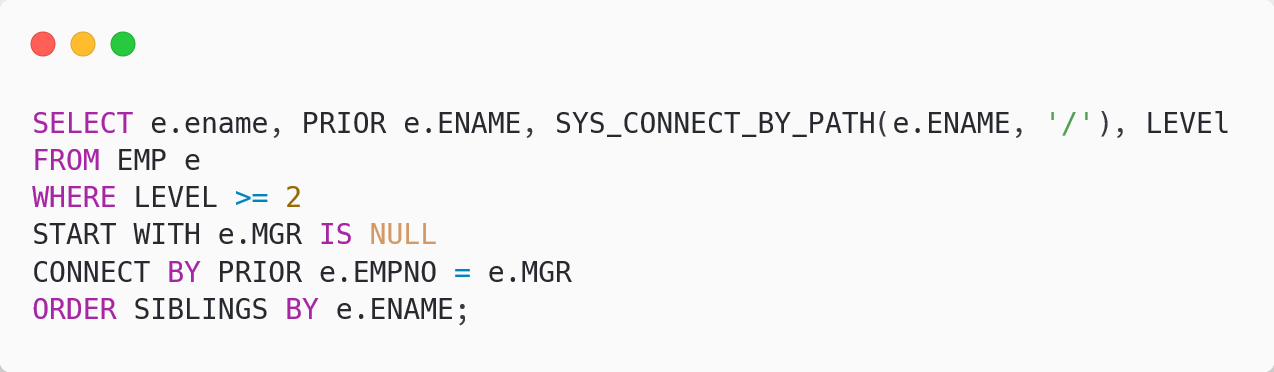 SELECT e.ename, PRIOR e.ENAME, SYS_CONNECT_BY_PATH(e.ENAME, '/'), LEVEl
FROM EMP e
WHERE LEVEL >= 2
START WITH e.MGR IS NULL
CONNECT BY PRIOR e.EMPNO = e.MGR
ORDER SIBLINGS BY e.ENAME;